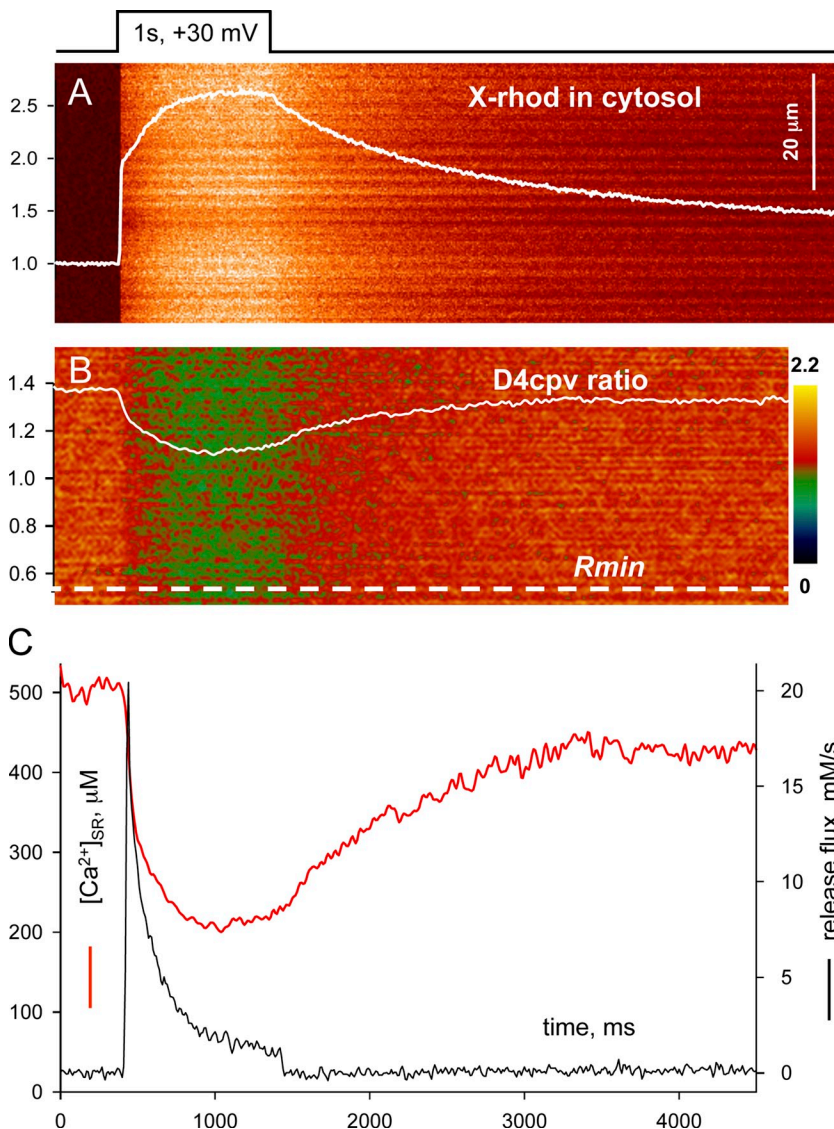 1s, +30 mV
A
X-rhod in cytosol
20 μm
2.5
2.0
1.5
1.0
B
D4cpv ratio
2.2
1.4
1.2
1.0
0.8
0.6
Rmin
0
C
500
400
300
200
100
0
[Ca²⁺]SR, μM
20
15
10
5
0
release flux, mM/s
time, ms
0 1000 2000 3000 4000